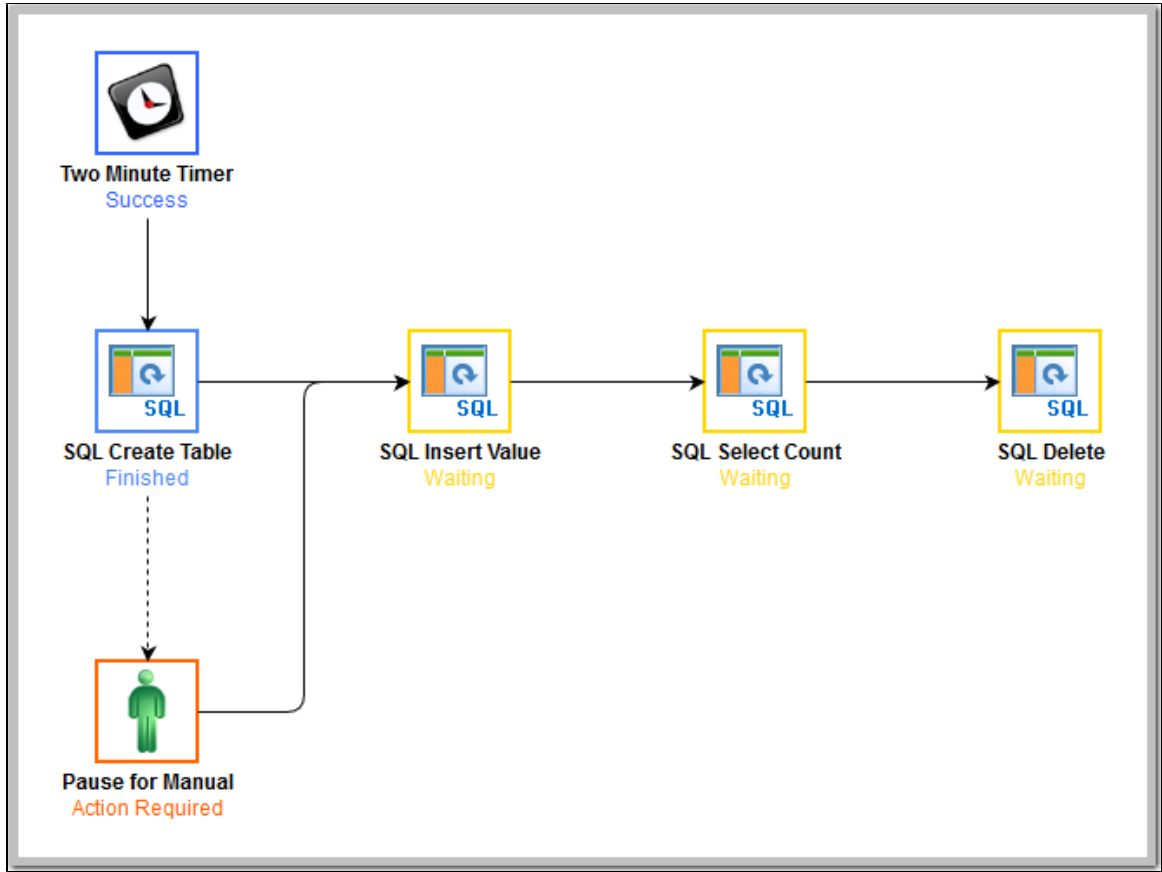 Two Minute Timer
Success
SQL
SQL Create Table
Finished
SQL
SQL Insert Value
Waiting
SQL
SQL Select Count
Waiting
SQL
SQL Delete
Waiting
Pause for Manual
Action Required